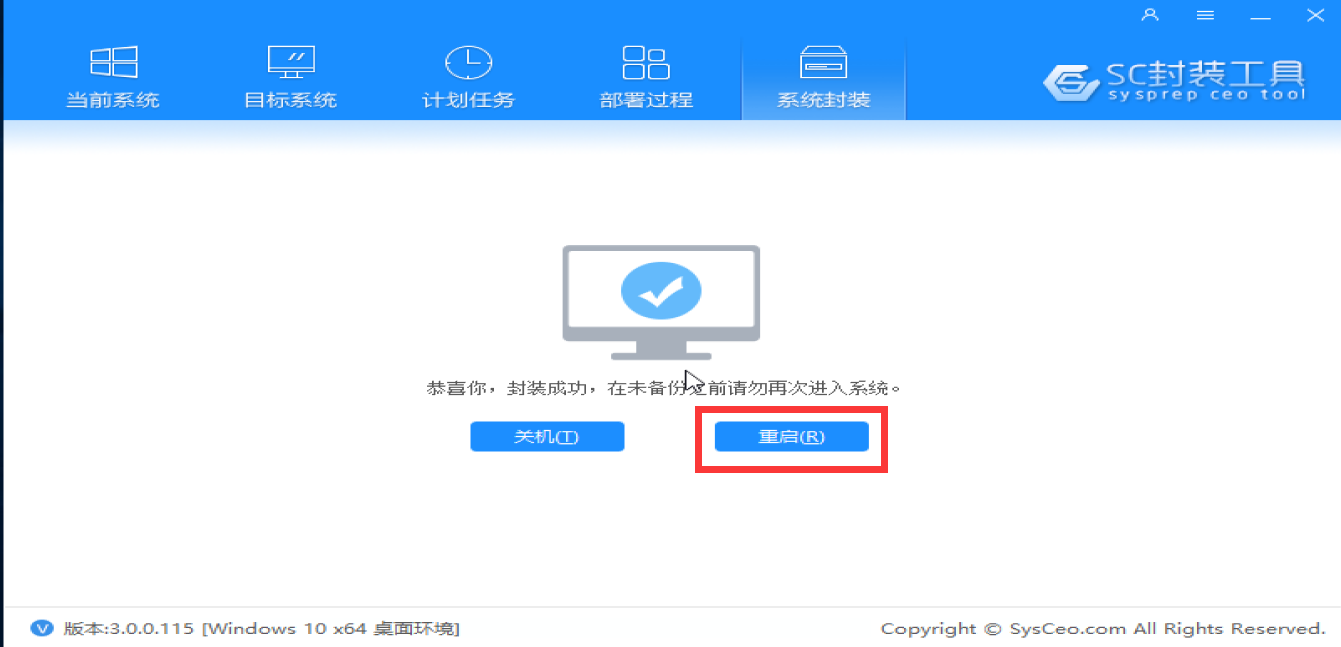 当前系统
目标系统
计划任务
部署过程
系统封装
SC封装工具
sysprep ceo tool
恭喜你，封装成功，在未备份之前请勿再次进入系统。
关机(T)
重启(R)
V 版本:3.0.0.115 [Windows 10 x64 桌面环境]
Copyright © SysCeo.com All Rights Reserved.